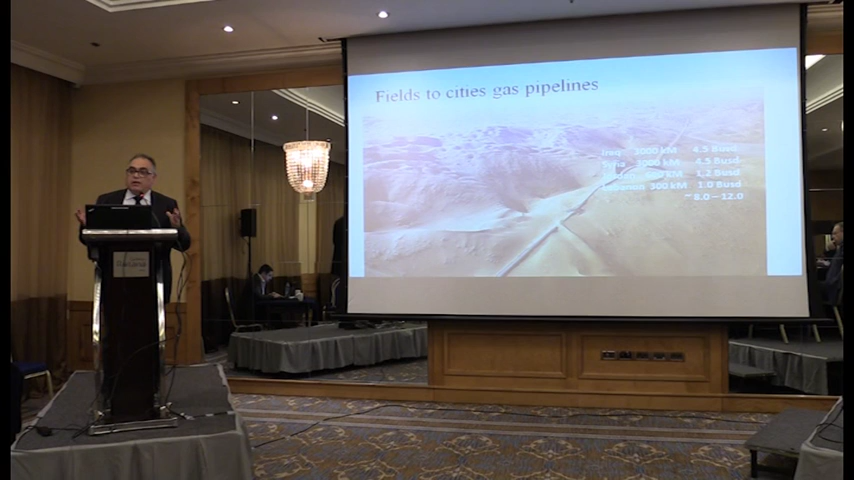 Fields to cities gas pipelines
Iraq 3000 kM 4.5 Busd
3000 kM 4.5 Busd
1.2 Busd
Lebanon 300 kM 1.0 Busd
~8.0 – 12.0